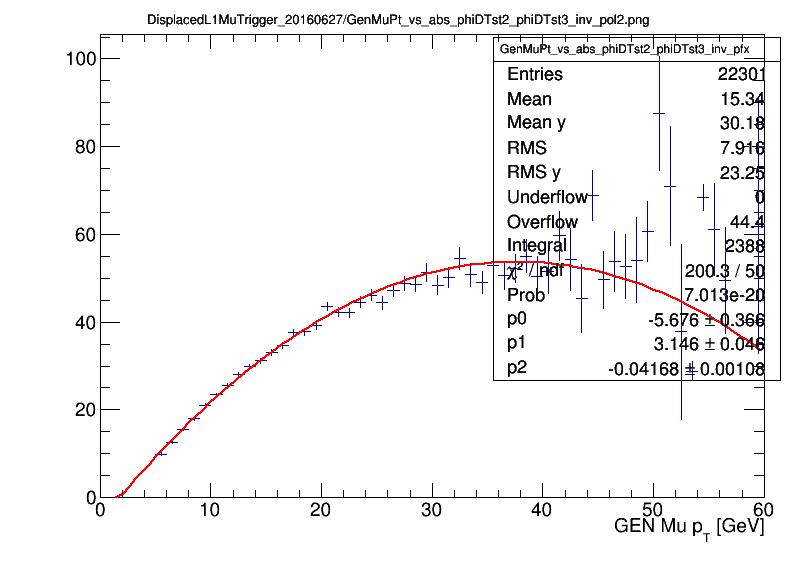 DisplacedL1MuTrigger_20160627/GenMuPt_vs_abs_phiDTst2_phiDTst3_inv_pol2.png
GenMuPt_vs_abs_phiDTst2_phiDTst3_inv_pfx
Entries 22301
Mean 15.34
Mean y 30.18
RMS 7.916
RMS y 23.25
Underflow 0
Overflow 44.4
Integral 2388
χ² / ndf 200.3 / 50
Prob 7.013e-20
p0 -5.676 ± 0.366
p1 3.146 ± 0.046
p2 -0.04168 ± 0.00108
100
80
60
40
20
0
0 10 20 30 40 50 60
GEN Mu p_T [GeV]